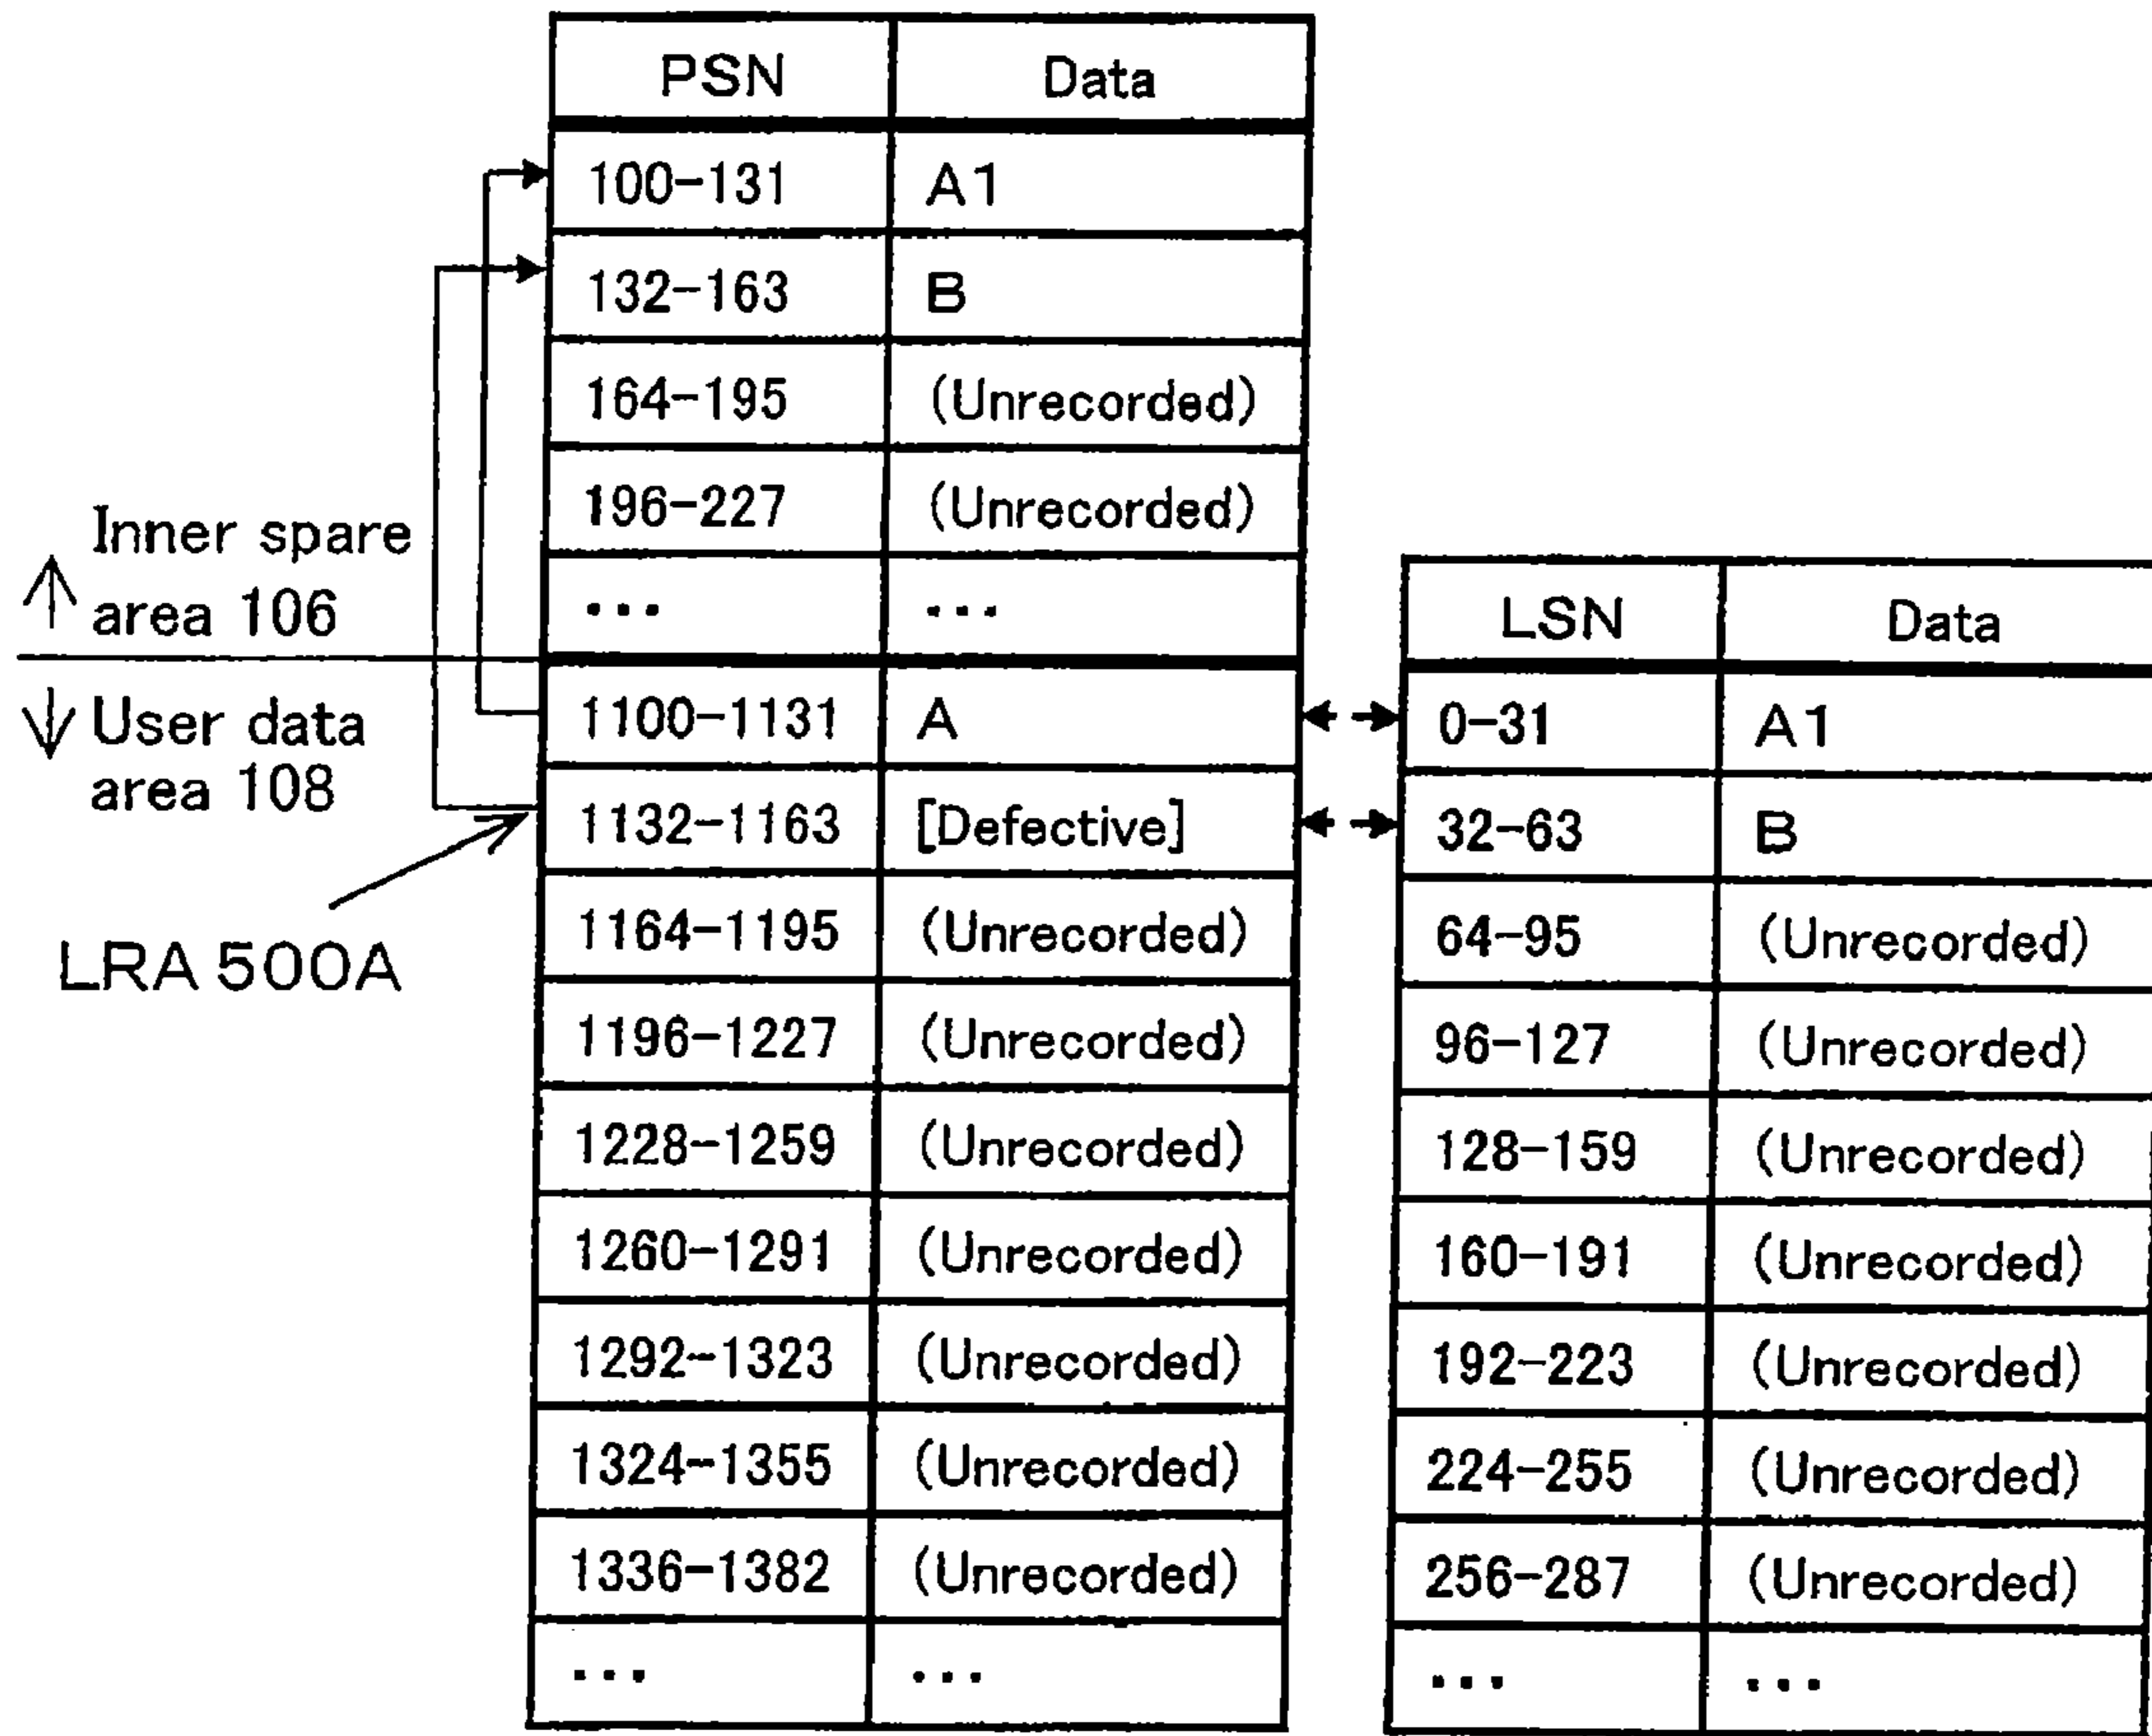 PSN Data
100-131 A1
132-163 B
164-195 (Unrecorded)
196-227 (Unrecorded)
... ...
1100-1131 A
1132-1163 [Defective]
1164-1195 (Unrecorded)
1196-1227 (Unrecorded)
1228-1259 (Unrecorded)
1260-1291 (Unrecorded)
1292-1323 (Unrecorded)
1324-1355 (Unrecorded)
1336-1382 (Unrecorded)
... ...
Inner spare
area 106
User data
area 108
LRA 500A
LSN Data
0-31 A1
32-63 B
64-95 (Unrecorded)
96-127 (Unrecorded)
128-159 (Unrecorded)
160-191 (Unrecorded)
192-223 (Unrecorded)
224-255 (Unrecorded)
256-287 (Unrecorded)
... ...